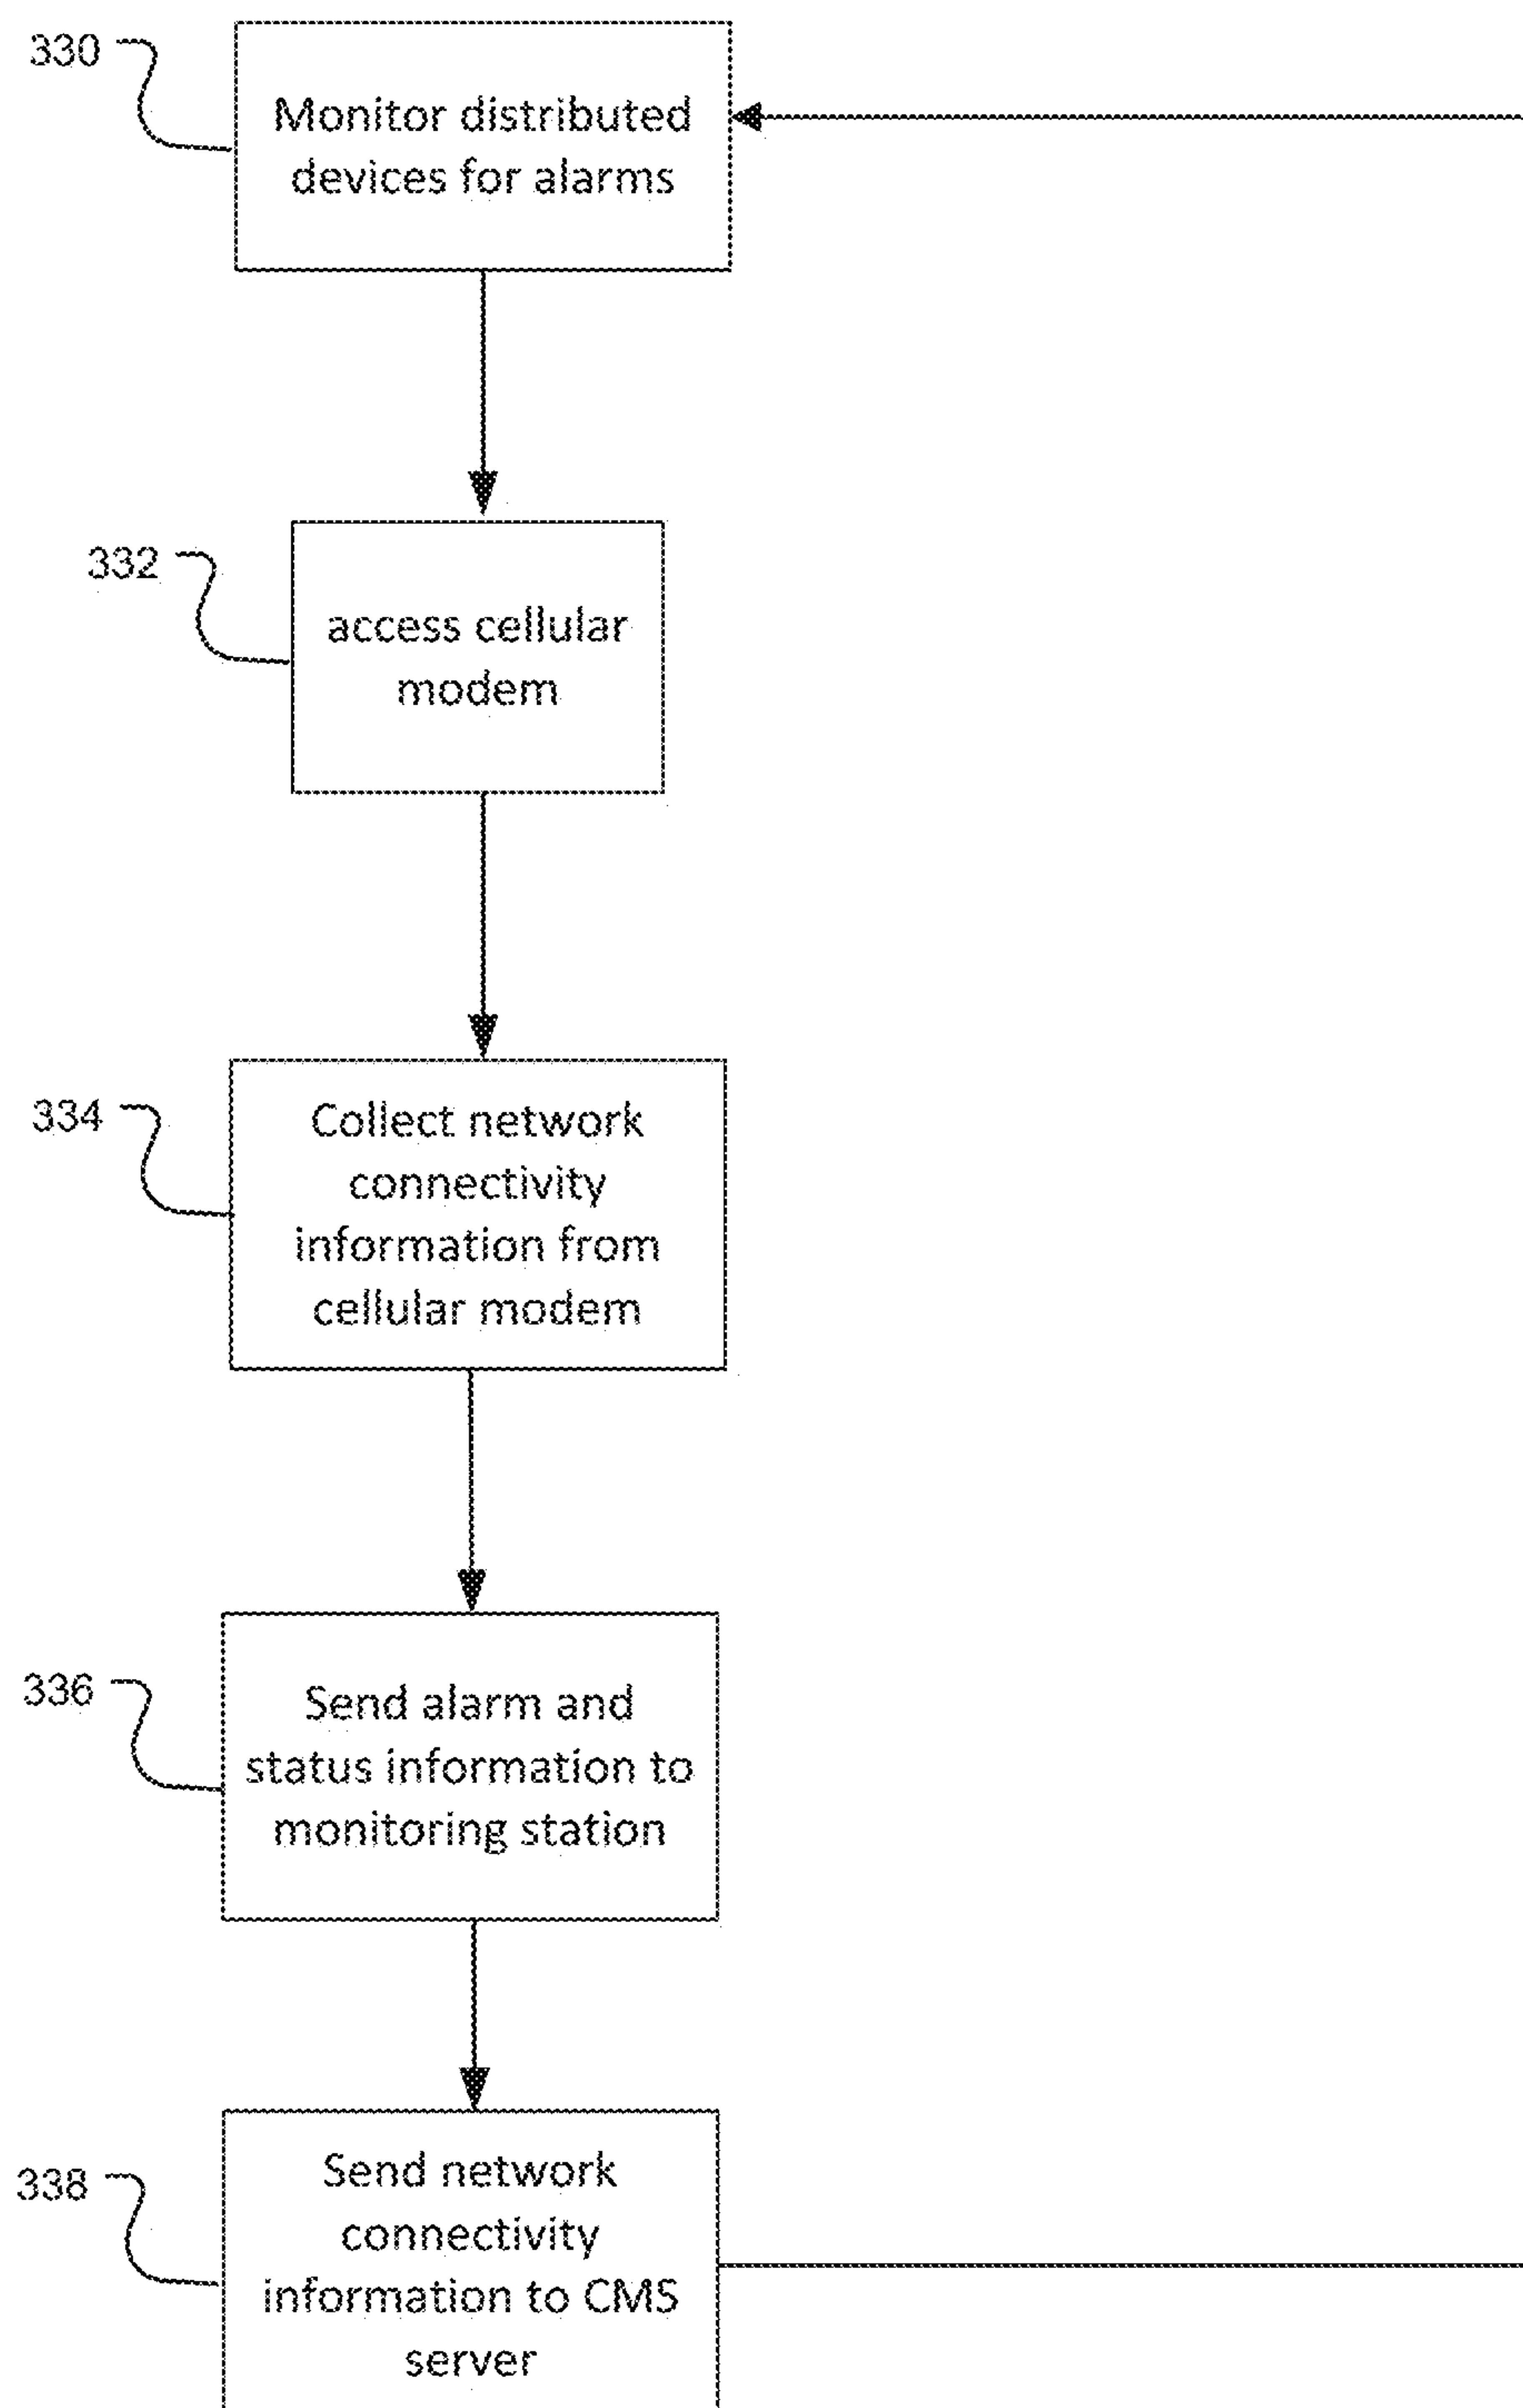 330
Monitor distributed
devices for alarms
332
access cellular
modem
334
Collect network
connectivity
information from
cellular modem
336
Send alarm and
status information to
monitoring station
338
Send network
connectivity
information to CMS
server